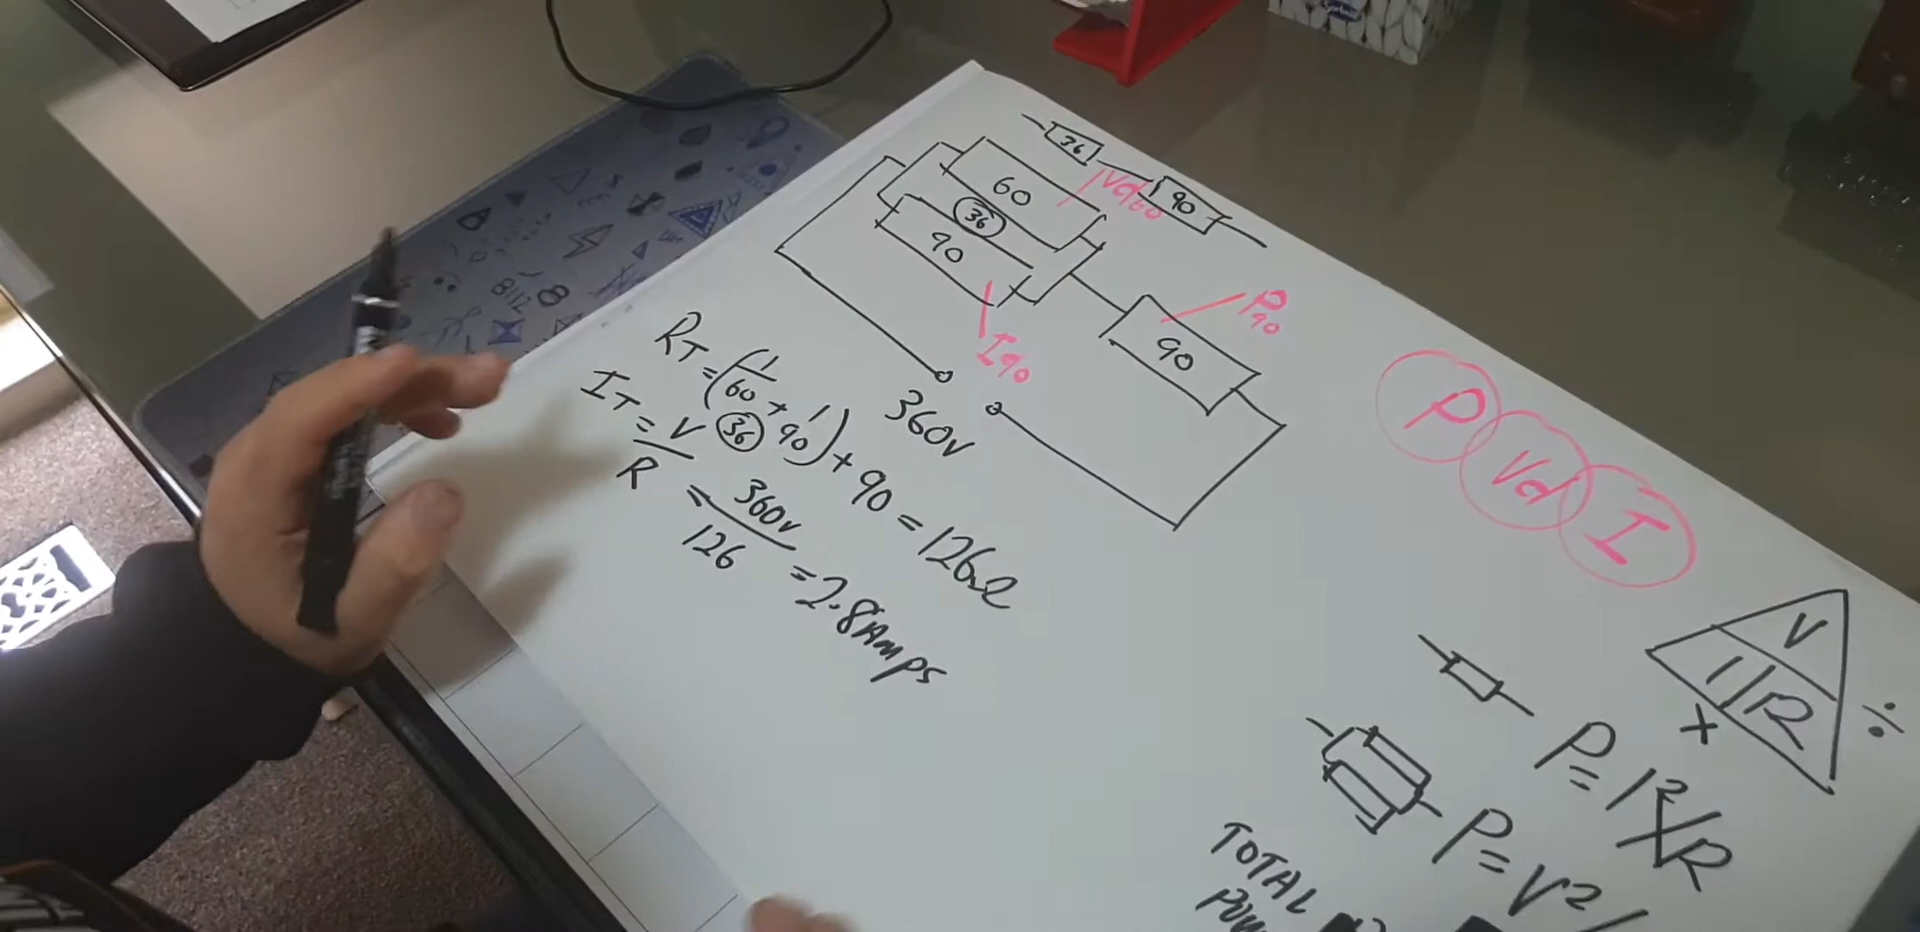 36
90
60
Vd60
36
90
90
P90
I90
360v
RT = (1/60 + 1/90) + 90 = 126Ω
36
IT = V/R = 360v/126 = 2.8Amps
P Vd I
V
I R
X ÷
P = I² X R
P = V² /
TOTAL